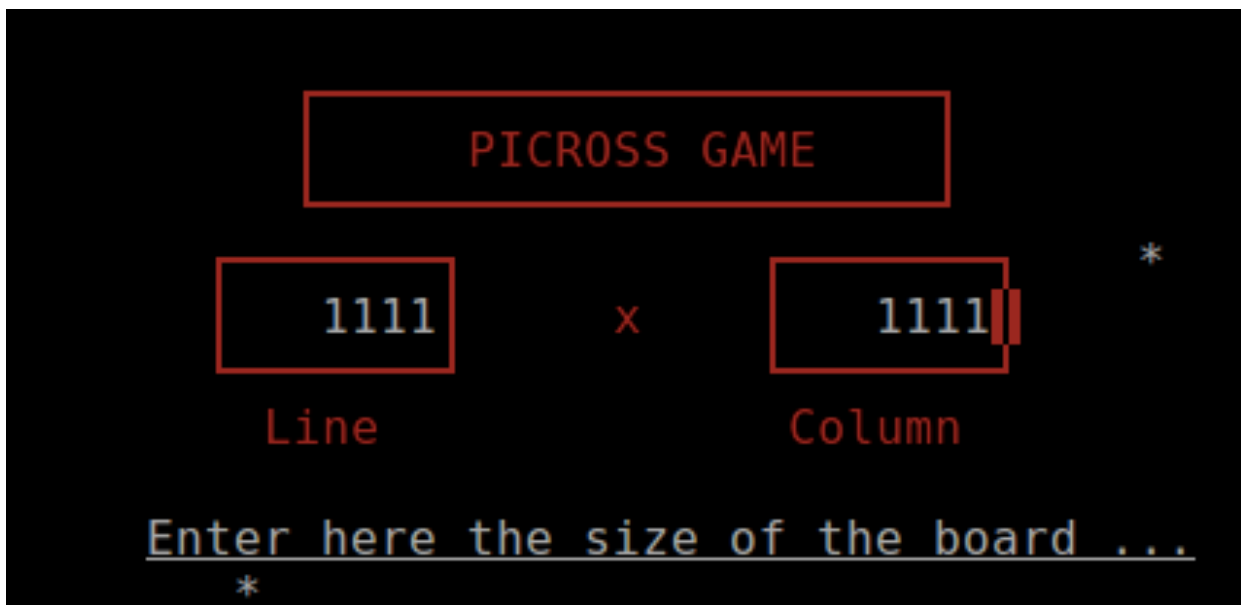 PICROSS GAME
*
1111 x 1111
Line Column
Enter here the size of the board ...
*